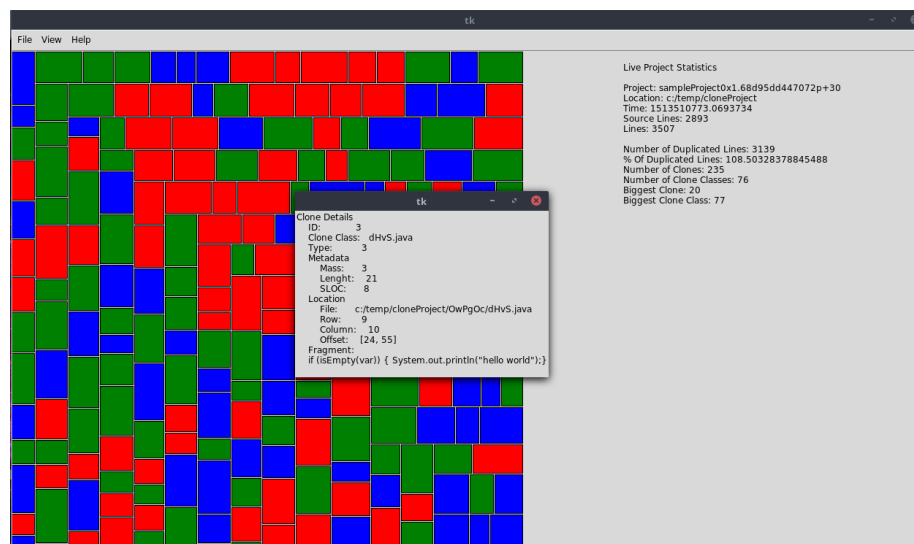 tk
File View Help
Live Project Statistics
Project: sampleProject0x1.68d95dd447072p+30
Location: c:/temp/cloneProject
Time: 1513510773.0693734
Source Lines: 2893
Lines: 3507
Number of Duplicated Lines: 3139
% Of Duplicated Lines: 108.50328378845488
Number of Clones: 235
Number of Clone Classes: 76
Biggest Clone: 20
Biggest Clone Class: 77
tk
Clone Details
ID: 3
Clone Class: dHvS.java
Type: 3
Metadata
Mass: 3
Lenght: 21
SLOC: 8
Location
File: c:/temp/cloneProject/OwPgOc/dHvS.java
Row: 9
Column: 10
Offset: [24, 55]
Fragment:
if (isEmpty(var)) { System.out.println("hello world");}